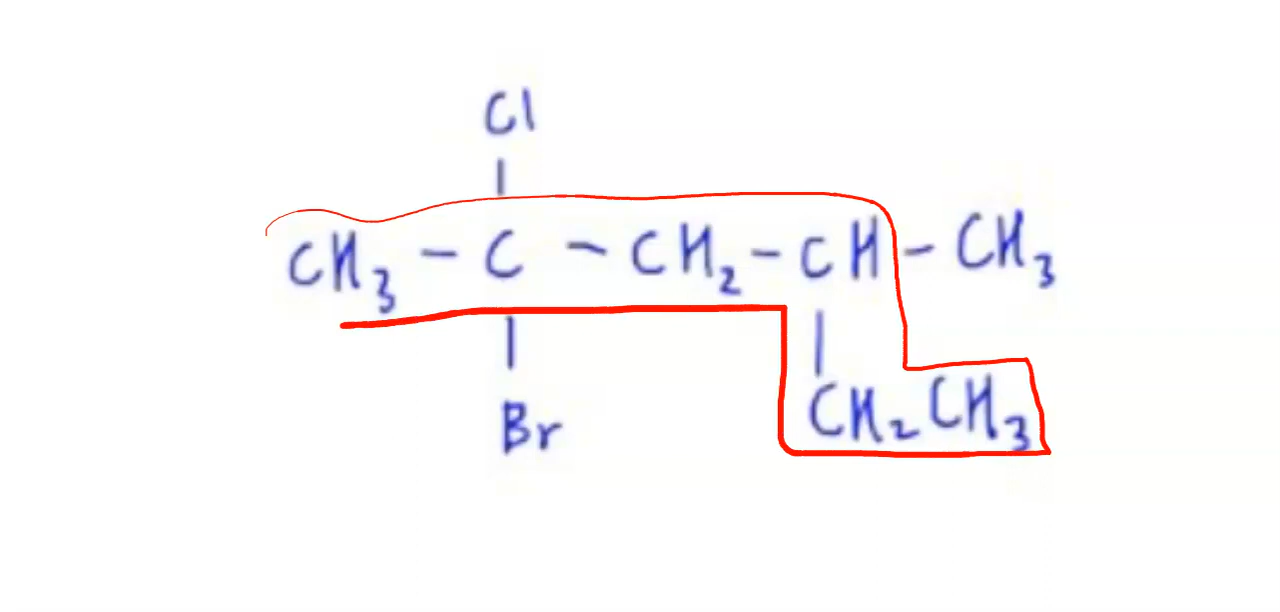 Cl
CH₃ - C - CH₂ - CH - CH₃
Br
CH₂CH₃